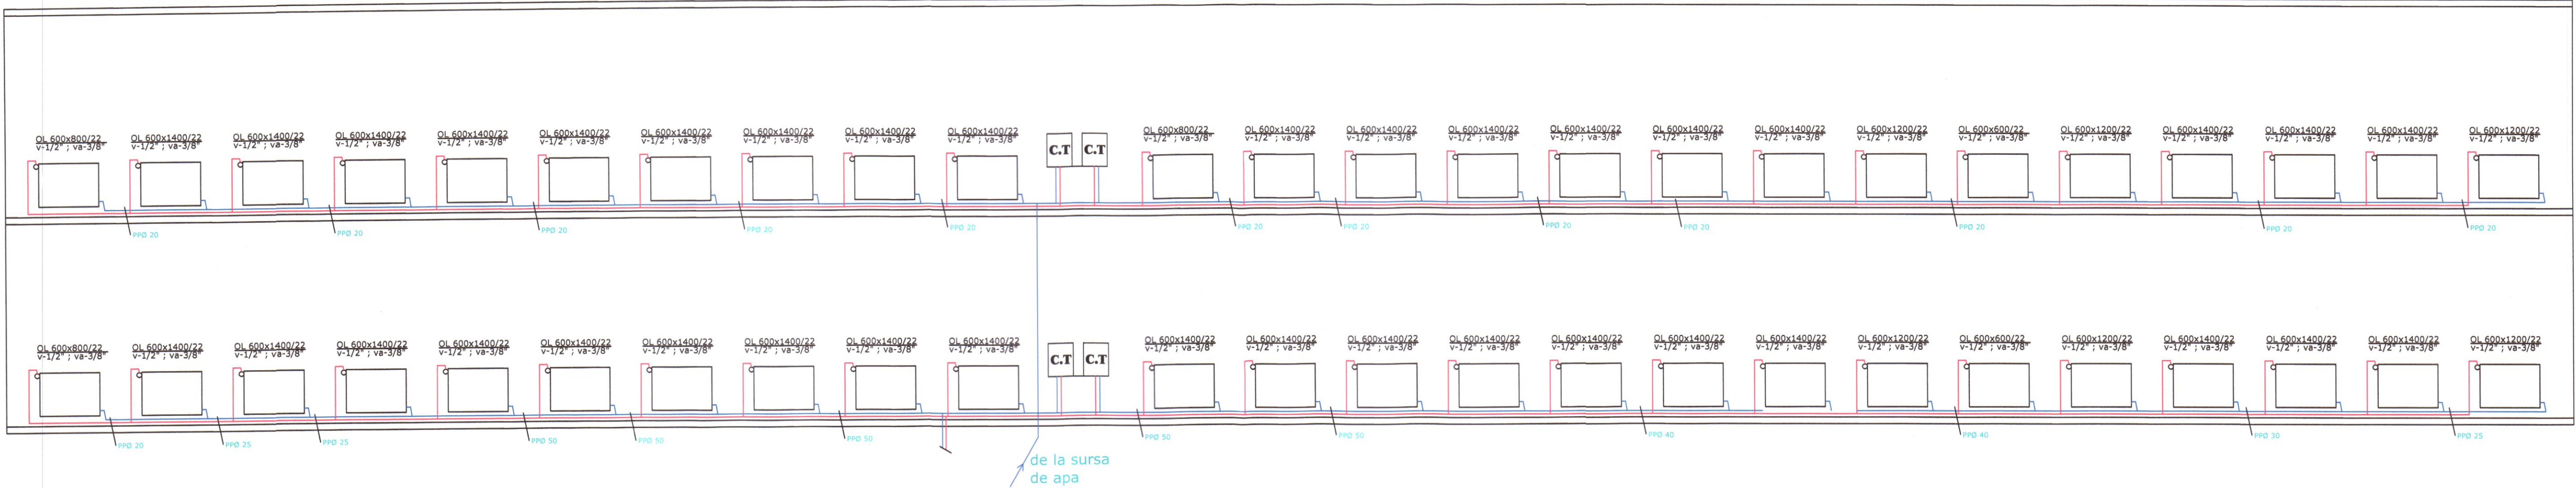 OL 600x800/22
v-1/2" ; va-3/8"
OL 600x1400/22
v-1/2" ; va-3/8"
OL 600x1400/22
v-1/2" ; va-3/8"
OL 600x1400/22
v-1/2" ; va-3/8"
OL 600x1400/22
v-1/2" ; va-3/8"
OL 600x1400/22
v-1/2" ; va-3/8"
OL 600x1400/22
v-1/2" ; va-3/8"
OL 600x1400/22
v-1/2" ; va-3/8"
OL 600x1400/22
v-1/2" ; va-3/8"
OL 600x1400/22
v-1/2" ; va-3/8"
C.T
C.T
OL 600x800/22
v-1/2" ; va-3/8"
OL 600x1400/22
v-1/2" ; va-3/8"
OL 600x1400/22
v-1/2" ; va-3/8"
OL 600x1400/22
v-1/2" ; va-3/8"
OL 600x1400/22
v-1/2" ; va-3/8"
OL 600x1400/22
v-1/2" ; va-3/8"
OL 600x1400/22
v-1/2" ; va-3/8"
OL 600x1200/22
v-1/2" ; va-3/8"
OL 600x600/22
v-1/2" ; va-3/8"
OL 600x1200/22
v-1/2" ; va-3/8"
OL 600x1400/22
v-1/2" ; va-3/8"
OL 600x1400/22
v-1/2" ; va-3/8"
OL 600x1400/22
v-1/2" ; va-3/8"
OL 600x1200/22
v-1/2" ; va-3/8"
PPØ 20
PPØ 20
PPØ 20
PPØ 20
PPØ 20
PPØ 20
PPØ 20
PPØ 20
PPØ 20
PPØ 20
PPØ 20
PPØ 20
OL 600x800/22
v-1/2" ; va-3/8"
OL 600x1400/22
v-1/2" ; va-3/8"
OL 600x1400/22
v-1/2" ; va-3/8"
OL 600x1400/22
v-1/2" ; va-3/8"
OL 600x1400/22
v-1/2" ; va-3/8"
OL 600x1400/22
v-1/2" ; va-3/8"
OL 600x1400/22
v-1/2" ; va-3/8"
OL 600x1400/22
v-1/2" ; va-3/8"
OL 600x1400/22
v-1/2" ; va-3/8"
OL 600x1400/22
v-1/2" ; va-3/8"
C.T
C.T
OL 600x1400/22
v-1/2" ; va-3/8"
OL 600x1400/22
v-1/2" ; va-3/8"
OL 600x1400/22
v-1/2" ; va-3/8"
OL 600x1400/22
v-1/2" ; va-3/8"
OL 600x1400/22
v-1/2" ; va-3/8"
OL 600x1400/22
v-1/2" ; va-3/8"
OL 600x1400/22
v-1/2" ; va-3/8"
OL 600x1200/22
v-1/2" ; va-3/8"
OL 600x600/22
v-1/2" ; va-3/8"
OL 600x1200/22
v-1/2" ; va-3/8"
OL 600x1400/22
v-1/2" ; va-3/8"
OL 600x1400/22
v-1/2" ; va-3/8"
OL 600x1400/22
v-1/2" ; va-3/8"
OL 600x1200/22
v-1/2" ; va-3/8"
PPØ 20
PPØ 25
PPØ 25
PPØ 50
PPØ 50
PPØ 50
PPØ 50
PPØ 50
PPØ 40
PPØ 40
PPØ 30
PPØ 25
de la sursa
de apa